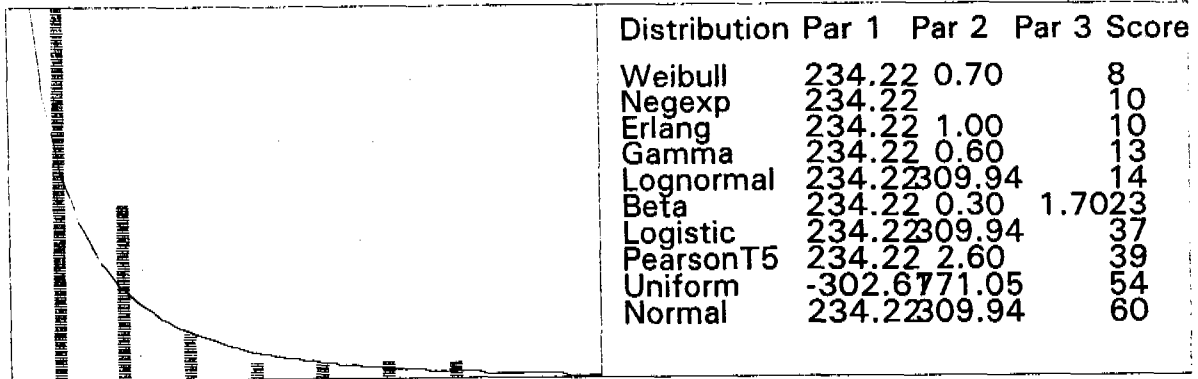 Distribution Par 1 Par 2 Par 3 Score
Weibull 234.22 0.70 8
Negexp 234.22 10
Erlang 234.22 1.00 10
Gamma 234.22 0.60 13
Lognormal 234.22309.94 14
Beta 234.22 0.30 1.7023
Logistic 234.22309.94 37
PearsonT5 234.22 2.60 39
Uniform -302.67771.05 54
Normal 234.22309.94 60